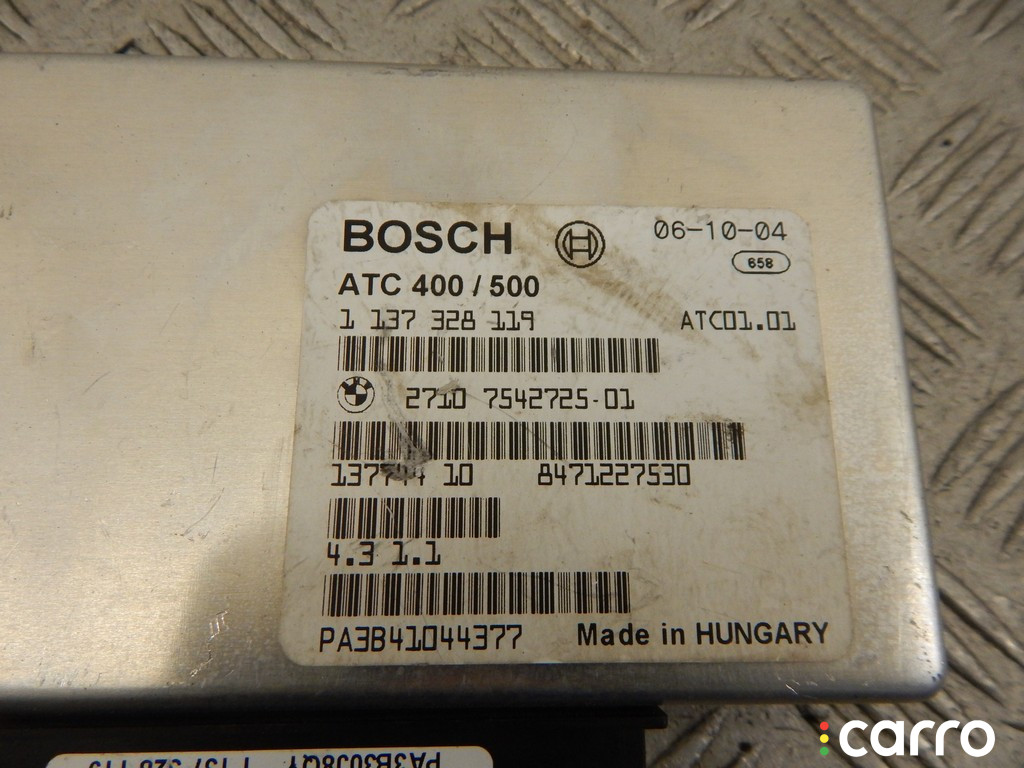 BOSCH 06-10-04
658
ATC 400 / 500
1 137 328 119 ATC01.01
2710 7542725-01
10 8471227530
4.3 1.1
PA3B41044377 Made in HUNGARY
carro